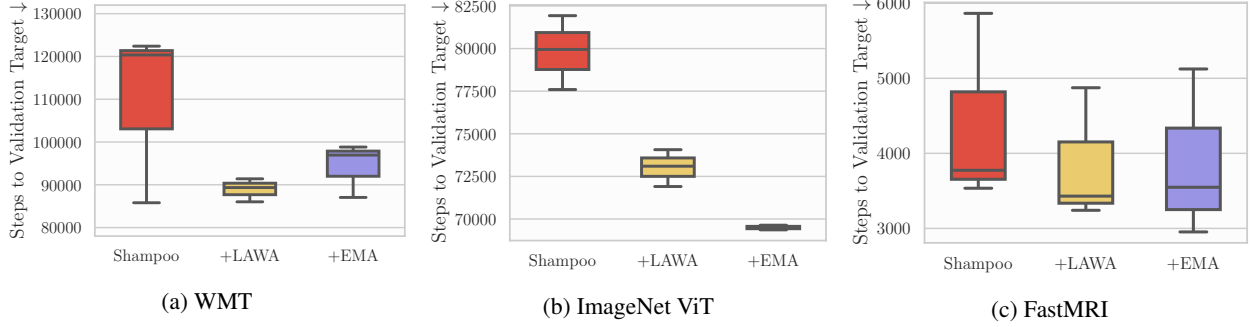 Steps to Validation Target ↓
130000
120000
110000
100000
90000
80000
Shampoo +LAWA +EMA
(a) WMT
Steps to Validation Target ↓
82500
80000
77500
75000
72500
70000
Shampoo +LAWA +EMA
(b) ImageNet ViT
Steps to Validation Target ↓
6000
5000
4000
3000
Shampoo +LAWA +EMA
(c) FastMRI